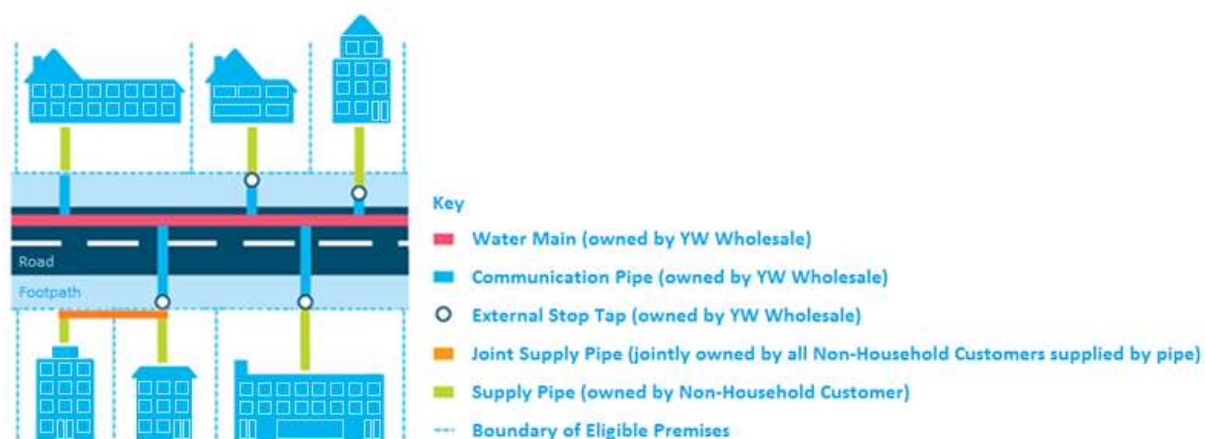 Road
Footpath
Key
Water Main (owned by YW Wholesale)
Communication Pipe (owned by YW Wholesale)
External Stop Tap (owned by YW Wholesale)
Joint Supply Pipe (jointly owned by all Non-Household Customers supplied by pipe)
Supply Pipe (owned by Non-Household Customer)
Boundary of Eligible Premises